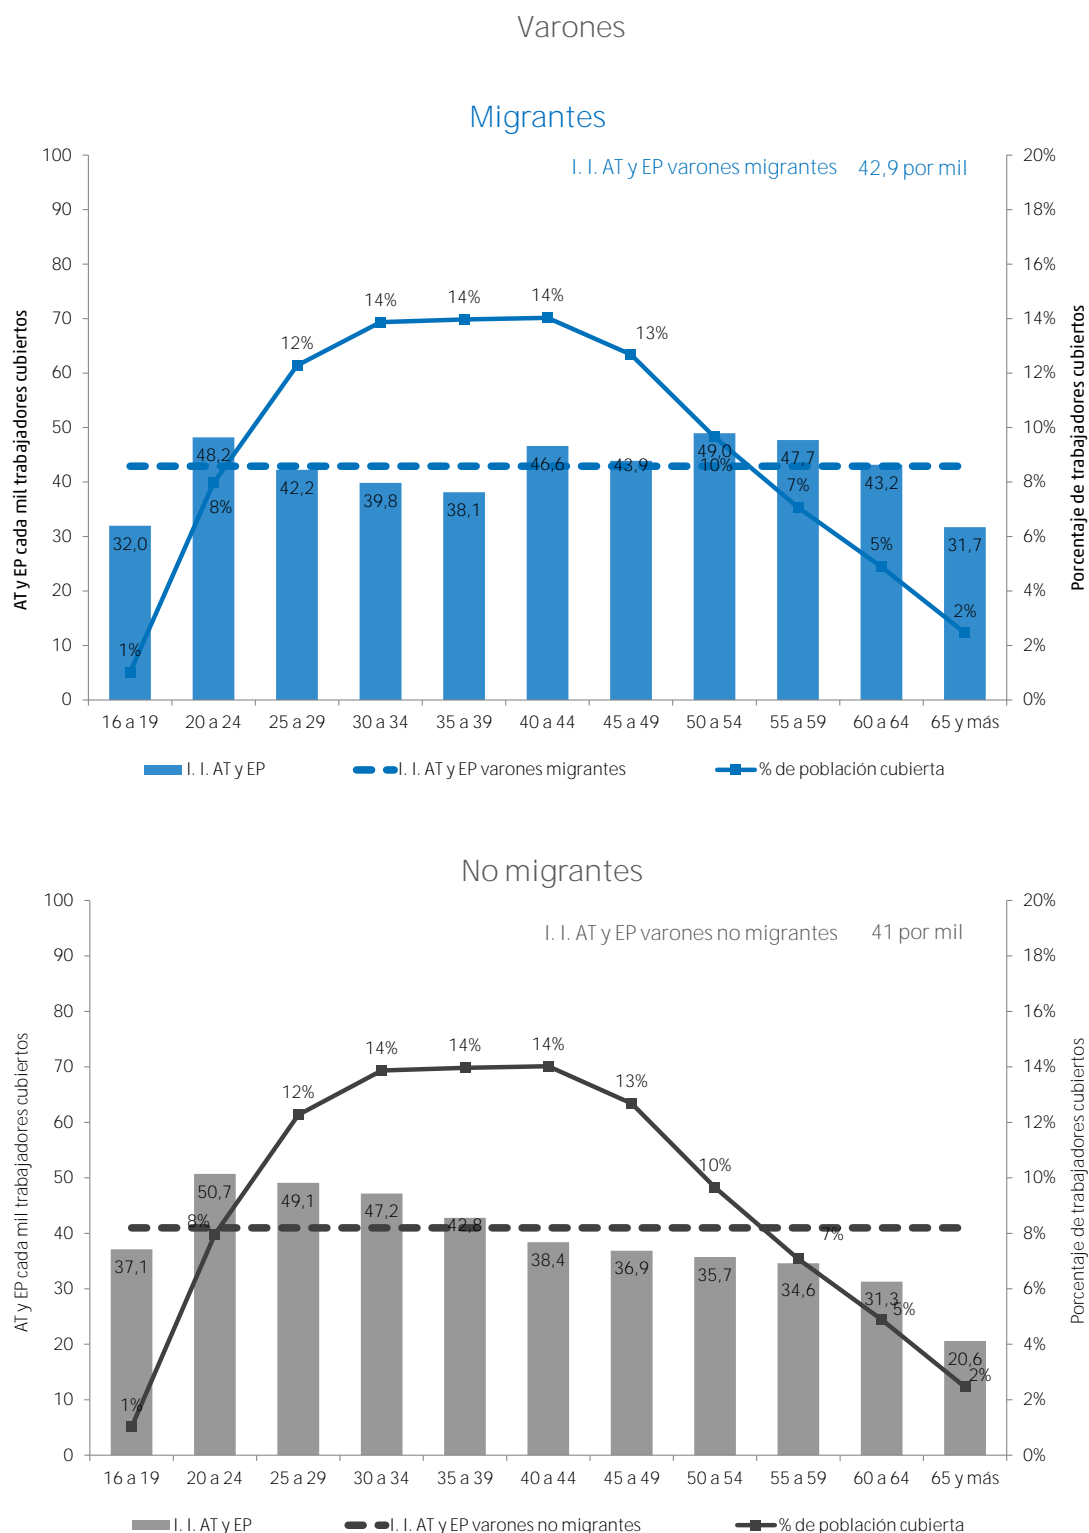 Varones
Migrantes
I. I. AT y EP varones migrantes 42,9 por mil
AT y EP cada mil trabajadores cubiertos
100
90
80
70
60
50
40
30
20
10
0
20%
18%
16%
14%
12%
10%
8%
6%
4%
2%
0%
Porcentaje de trabajadores cubiertos
1% 8% 12% 14% 14% 14% 13% 10% 7% 5% 2%
32,0 48,2 42,2 39,8 38,1 46,6 43,9 49,0 47,7 43,2 31,7
16 a 19 20 a 24 25 a 29 30 a 34 35 a 39 40 a 44 45 a 49 50 a 54 55 a 59 60 a 64 65 y más
I. I. AT y EP I. I. AT y EP varones migrantes % de población cubierta
No migrantes
I. I. AT y EP varones no migrantes 41 por mil
AT y EP cada mil trabajadores cubiertos
100
90
80
70
60
50
40
30
20
10
0
20%
18%
16%
14%
12%
10%
8%
6%
4%
2%
0%
Porcentaje de trabajadores cubiertos
1% 8% 12% 14% 14% 14% 13% 10% 7% 5% 2%
37,1 50,7 49,1 47,2 42,8 38,4 36,9 35,7 34,6 31,3 20,6
16 a 19 20 a 24 25 a 29 30 a 34 35 a 39 40 a 44 45 a 49 50 a 54 55 a 59 60 a 64 65 y más
I. I. AT y EP I. I. AT y EP varones no migrantes % de población cubierta